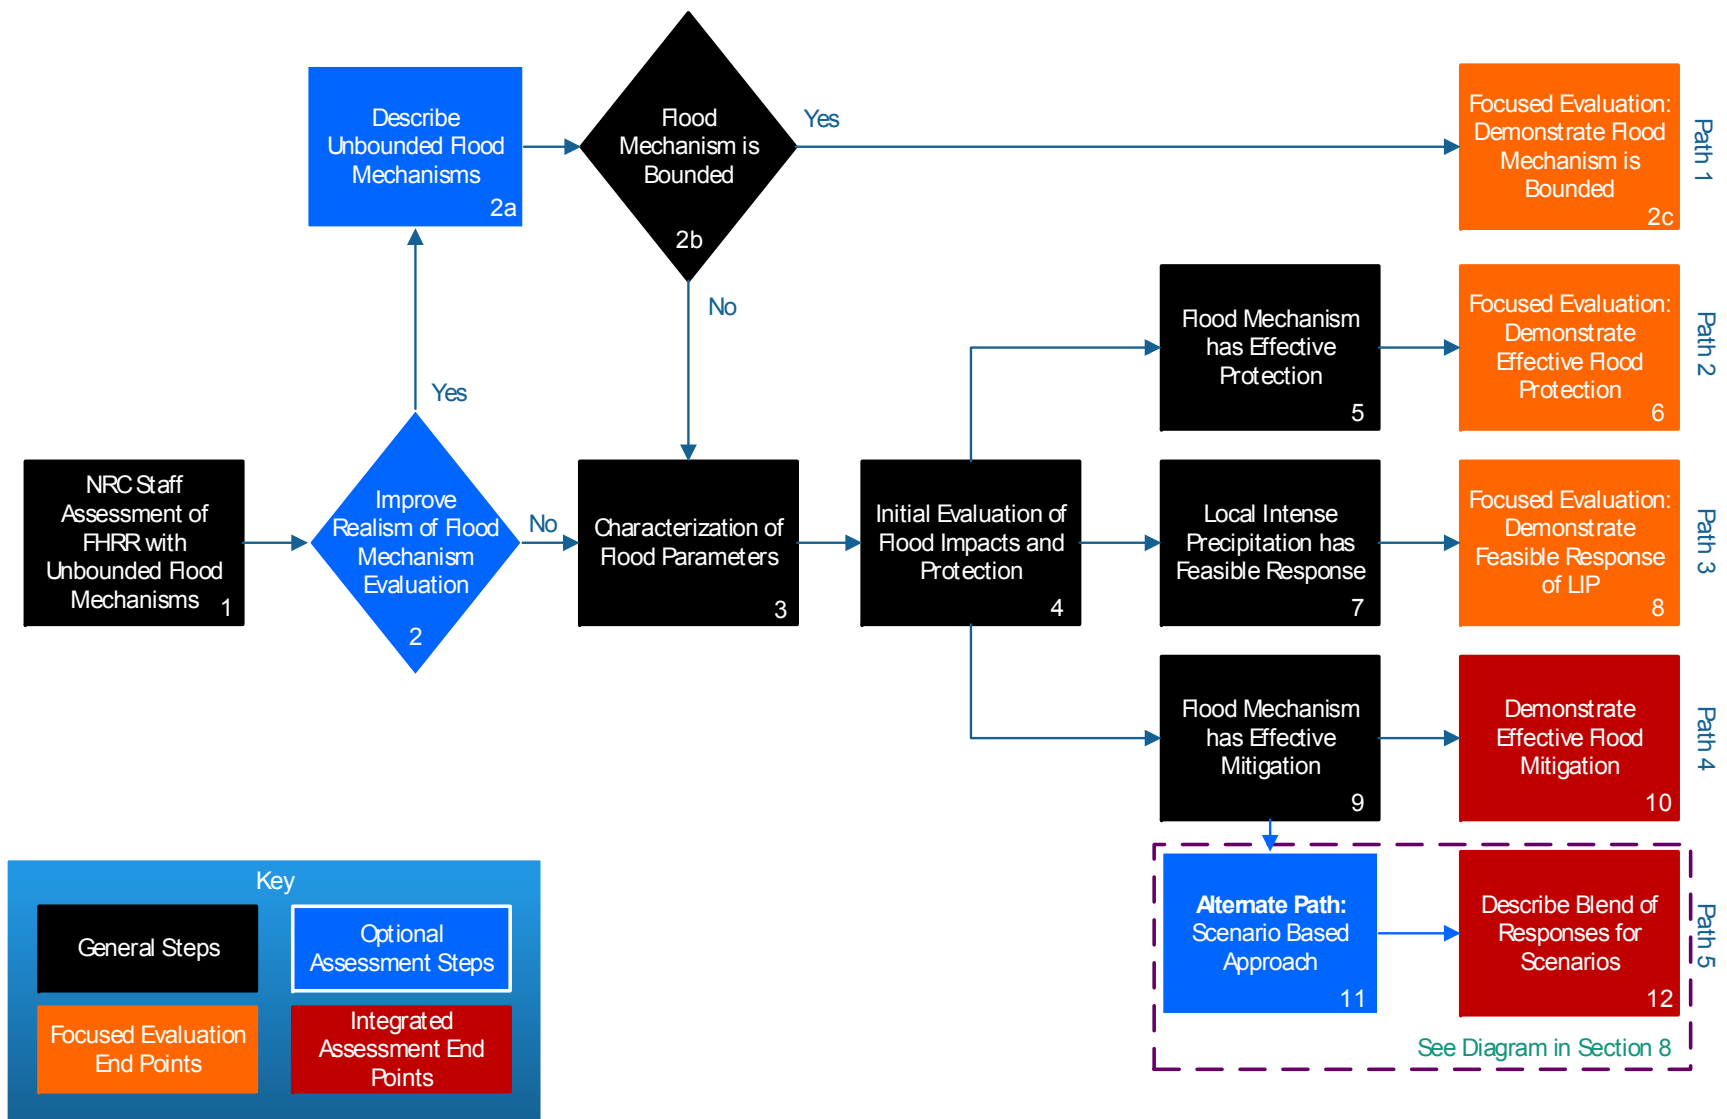 Describe
Unbounded Flood
Mechanisms
2a
Flood
Mechanism is
Bounded
2b
Yes
Focused Evaluation:
Demonstrate Flood
Mechanism is
Bounded
2c
Path 1
No
Flood Mechanism
has Effective
Protection
5
Focused Evaluation:
Demonstrate
Effective Flood
Protection
6
Path 2
Yes
NRC Staff
Assessment of
FHRR with
Unbounded Flood
Mechanisms
1
Improve
Realism of Flood
Mechanism
Evaluation
2
No
Characterization of
Flood Parameters
3
Initial Evaluation of
Flood Impacts and
Protection
4
Local Intense
Precipitation has
Feasible Response
7
Focused Evaluation:
Demonstrate
Feasible Response
of LIP
8
Path 3
Flood Mechanism
has Effective
Mitigation
9
Demonstrate
Effective Flood
Mitigation
10
Path 4
Alternate Path:
Scenario Based
Approach
11
Describe Blend of
Responses for
Scenarios
12
Path 5
See Diagram in Section 8
Key
General Steps
Optional
Assessment Steps
Focused Evaluation
End Points
Integrated
Assessment End
Points